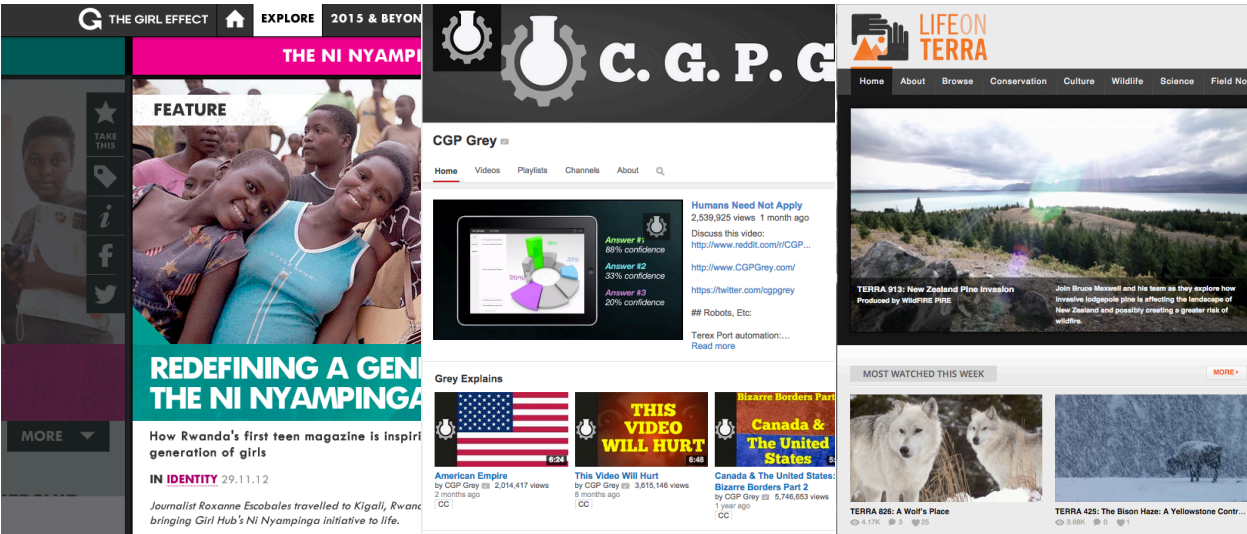 THE GIRL EFFECT
EXPLORE
2015 & BEYON
THE NI NYAMPI
FEATURE
TAKE
THIS
REDEFINING A GEN
THE NI NYAMPINGA
MORE
How Rwanda's first teen magazine is inspiri
generation of girls
IN IDENTITY 29.11.12
Journalist Roxanne Escobales travelled to Kigali, Rwand
bringing Girl Hub's Ni Nyampinga initiative to life.
C. G. P. G
CGP Grey
Home Videos Playlists Channels About
Answer #1
88% confidence
Answer #2
33% confidence
Answer #3
20% confidence
20%
33%
Humans Need Not Apply
2,539,925 views 1 month ago
Discuss this video:
http://www.reddit.com/r/CGP...
http://www.CGPGrey.com/
https://twitter.com/cgpgrey
## Robots, Etc:
Terex Port automation:...
Read more
Grey Explains
6:24
American Empire
by CGP Grey 2,014,417 views
2 months ago
CC
THIS
VIDEO
WILL HURT
6:48
This Video Will Hurt
by CGP Grey 3,615,146 views
8 months ago
CC
Bizarre Borders Part
Canada &
The United
States
5:
Canada & The United States:
Bizarre Borders Part 2
by CGP Grey 5,746,653 views
1 year ago
CC
LIFEON
TERRA
Home About Browse Conservation Culture Wildlife Science Field No
TERRA 913: New Zealand Pine Invasion
Produced by WildFIRE PIRE
Join Bruce Maxwell and his team as they explore how
invasive lodgepole pine is affecting the landscape of
New Zealand and possibly creating a greater risk of
wildfire.
MOST WATCHED THIS WEEK
MORE
TERRA 826: A Wolf's Place
4.17K 3 25
TERRA 425: The Bison Haze: A Yellowstone Contr...
3.68K 0 1